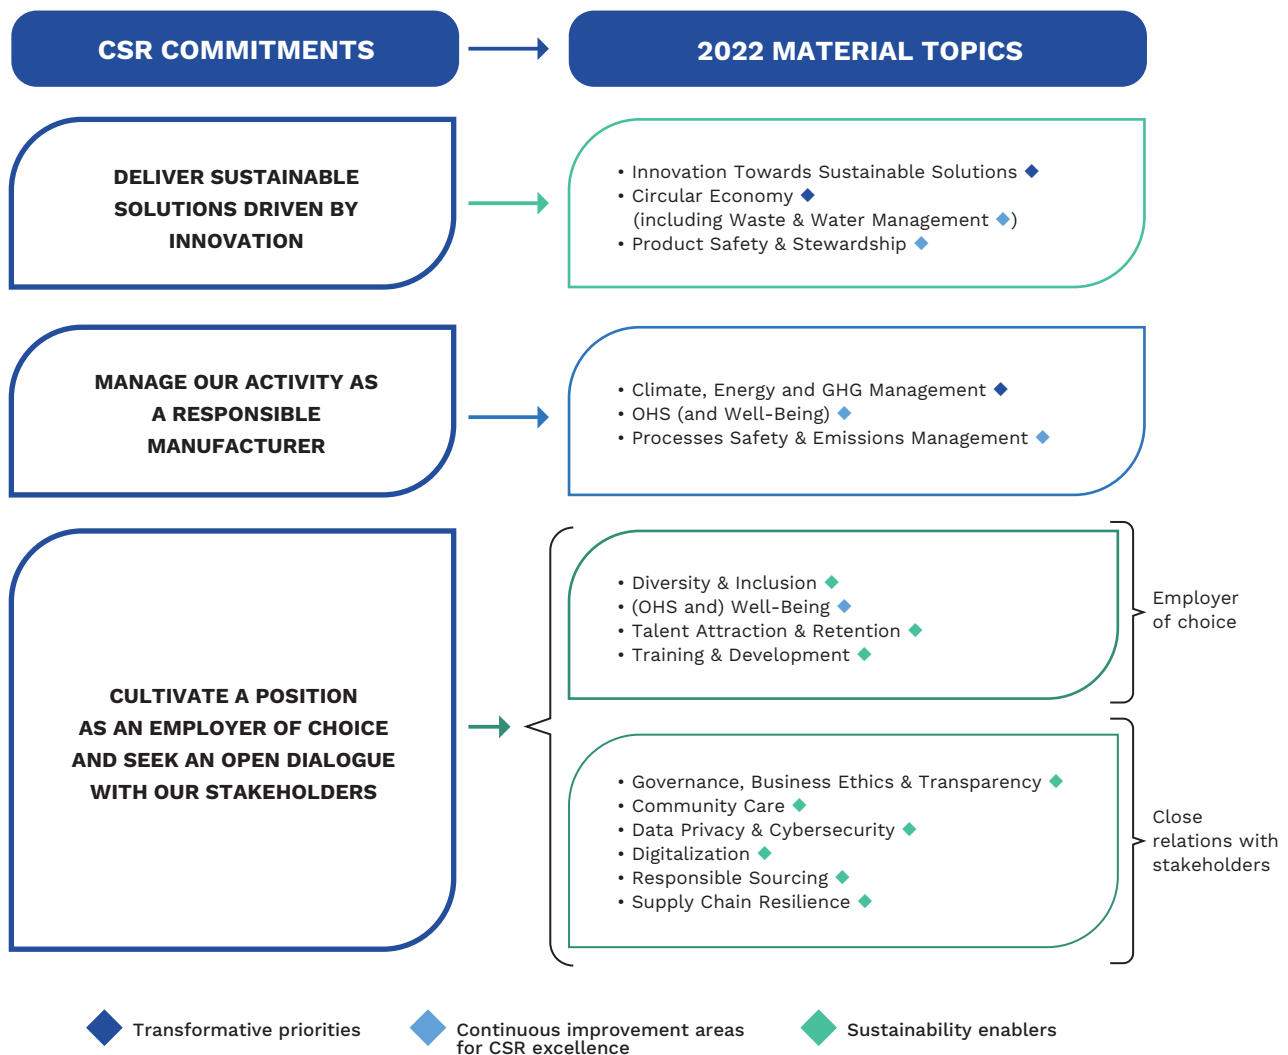 CSR COMMITMENTS
2022 MATERIAL TOPICS
DELIVER SUSTAINABLE
SOLUTIONS DRIVEN BY
INNOVATION
• Innovation Towards Sustainable Solutions
• Circular Economy
(including Waste & Water Management )
• Product Safety & Stewardship
MANAGE OUR ACTIVITY AS
A RESPONSIBLE
MANUFACTURER
• Climate, Energy and GHG Management
• OHS (and Well-Being)
• Processes Safety & Emissions Management
CULTIVATE A POSITION
AS AN EMPLOYER OF CHOICE
AND SEEK AN OPEN DIALOGUE
WITH OUR STAKEHOLDERS
• Diversity & Inclusion
• (OHS and) Well-Being
• Talent Attraction & Retention
• Training & Development
Employer
of choice
• Governance, Business Ethics & Transparency
• Community Care
• Data Privacy & Cybersecurity
• Digitalization
• Responsible Sourcing
• Supply Chain Resilience
Close
relations with
stakeholders
Transformative priorities
Continuous improvement areas
for CSR excellence
Sustainability enablers